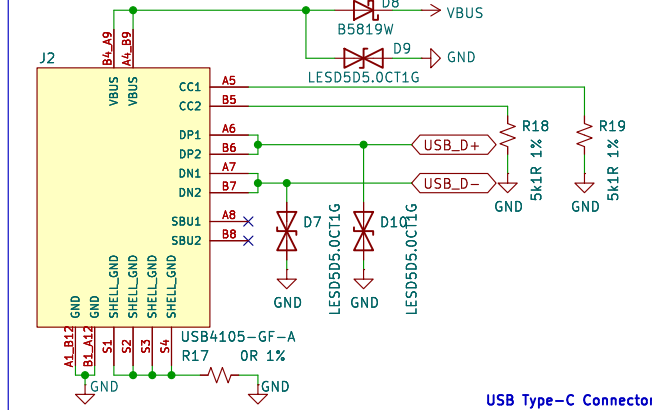 D8
VBUS
B5819W
D9
GND
LESD5D5.0CT1G
J2
B4_A9
A4_B9
VBUS
VBUS
CC1 A5
CC2 B5
DP1 A6
DP2 B6
DN1 A7
DN2 B7
SBU1 A8
SBU2 B8
USB_D+
USB_D-
R18
5k1R 1%
GND
R19
5k1R 1%
GND
D7
LESD5D5.0CT1G
GND
D10
LESD5D5.0CT1G
GND
GND
GND
SHELL_GND
SHELL_GND
SHELL_GND
SHELL_GND
A1_B12
B1_A12
S1
S2
S3
S4
USB4105-GF-A
R17 0R 1%
GND
GND
USB Type-C Connector